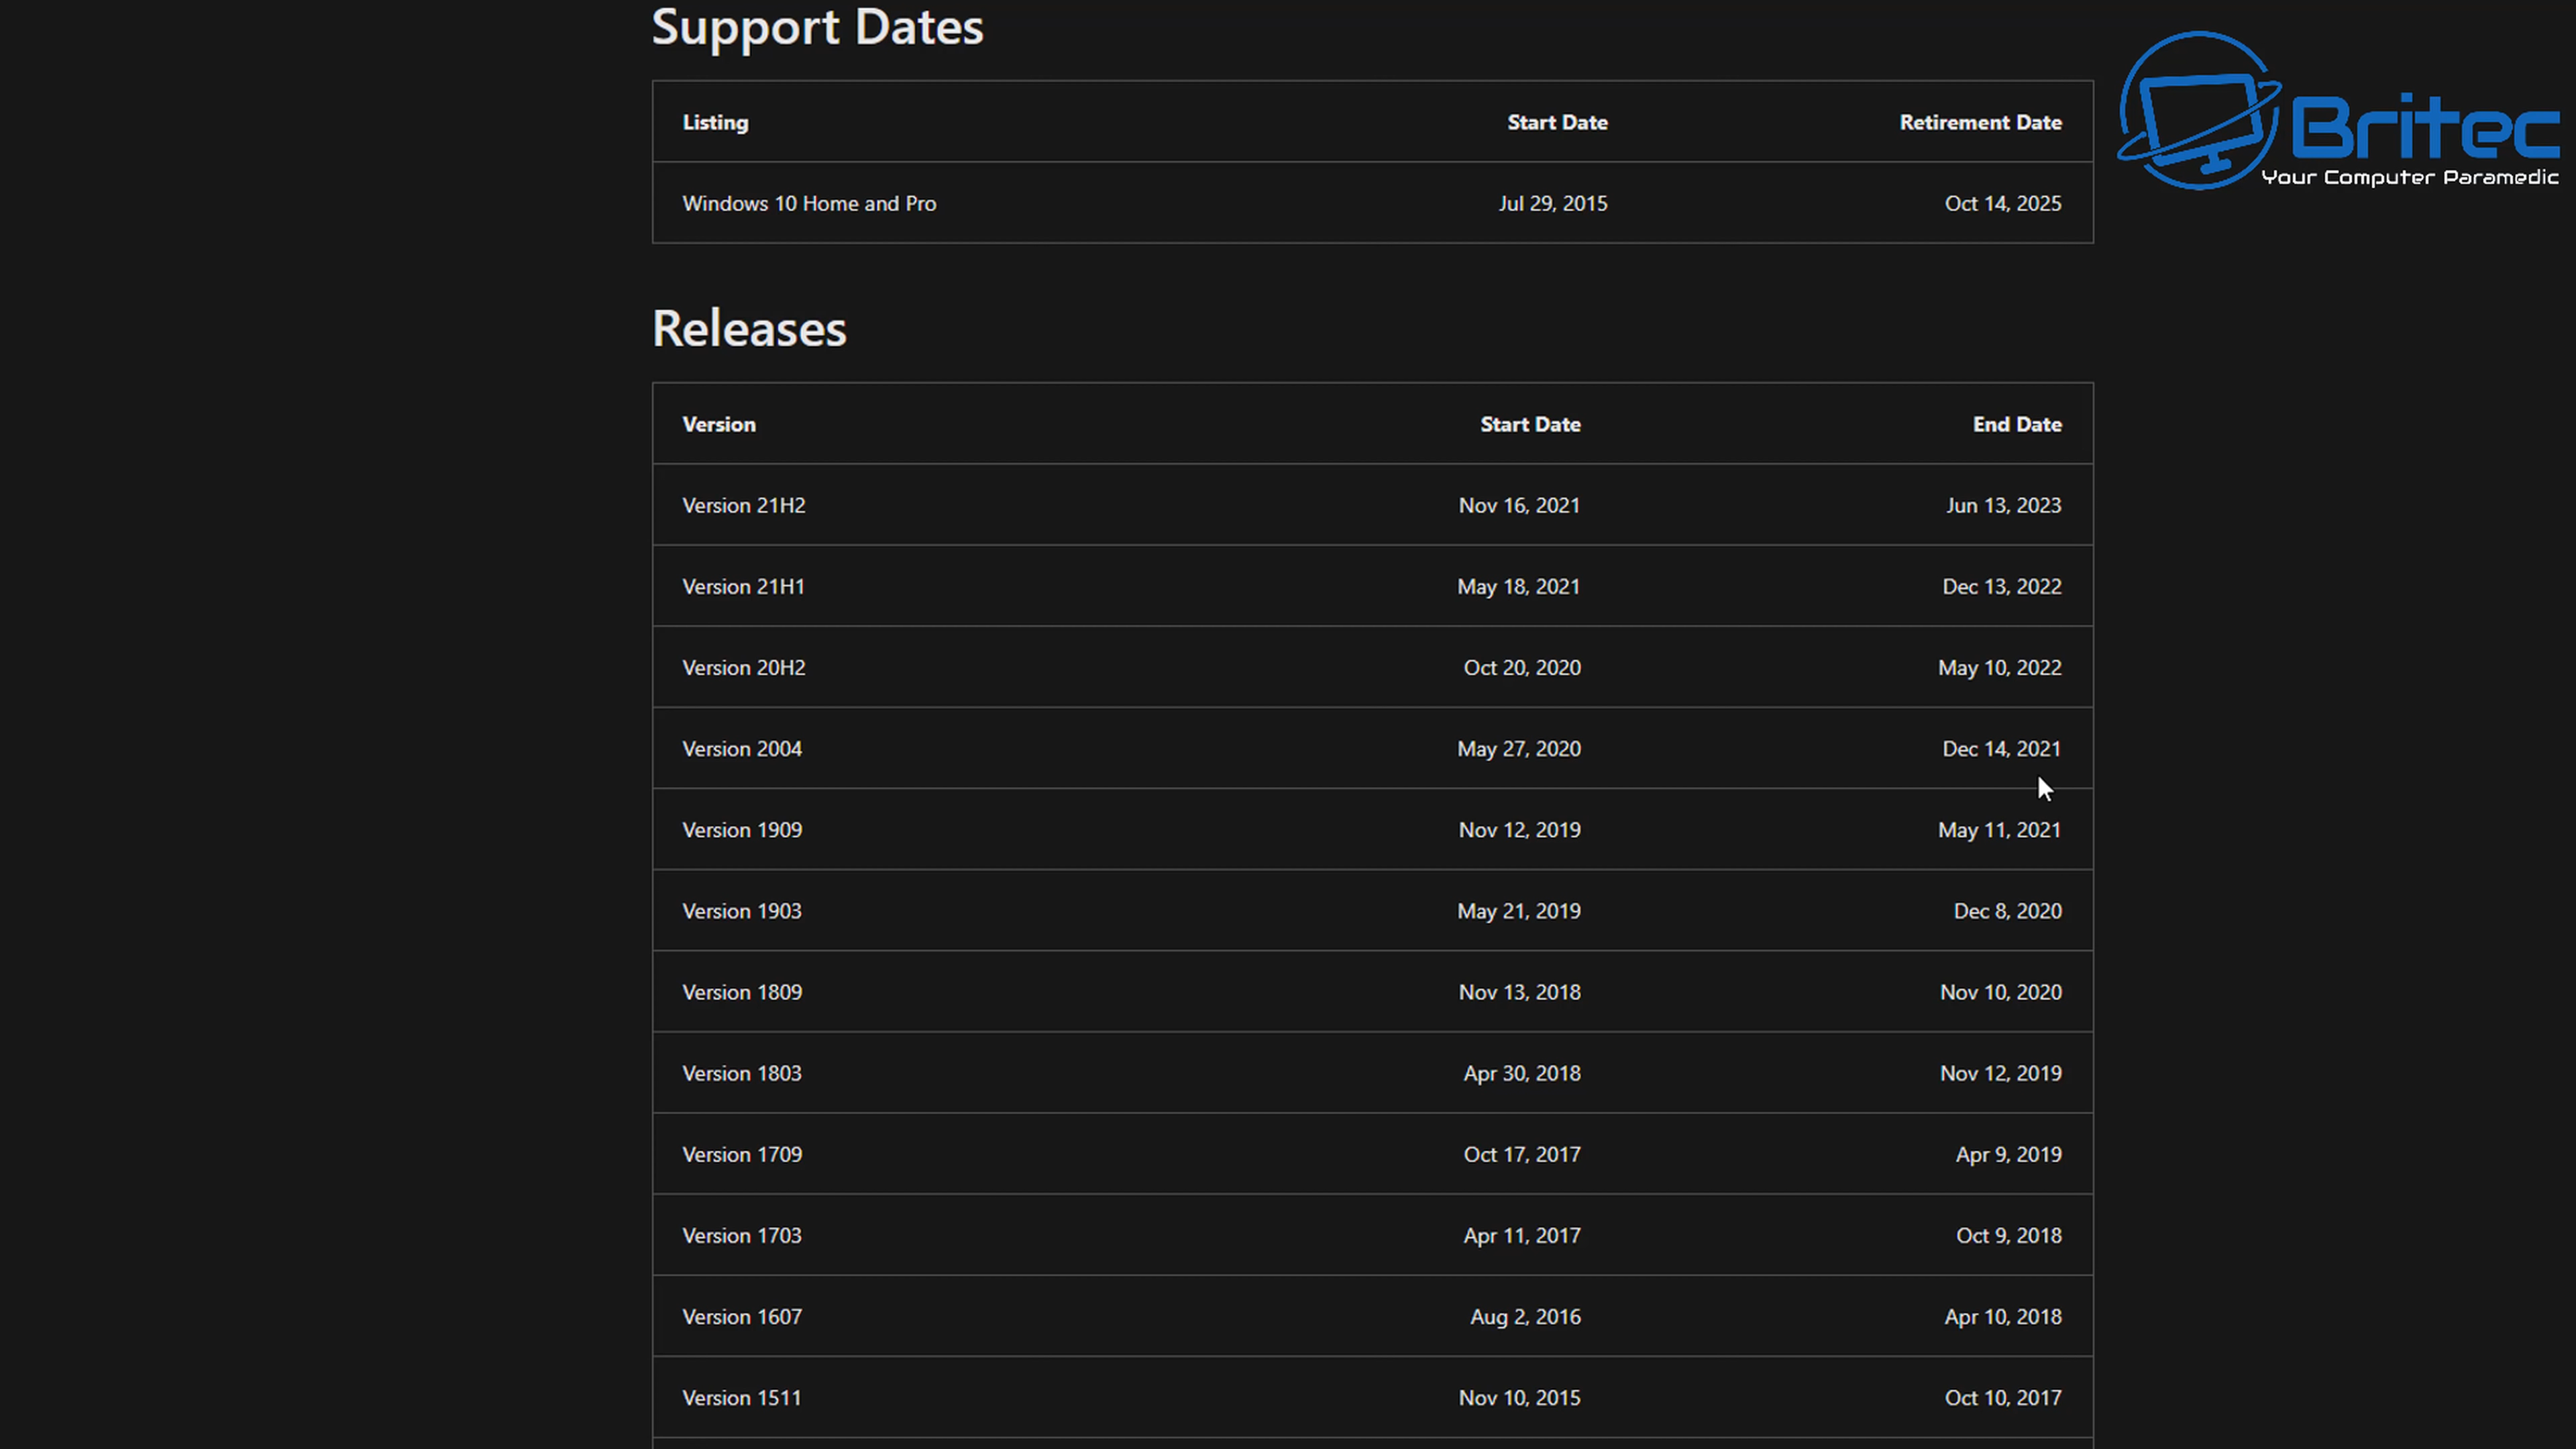 Support Dates
Britec
Your Computer Paramedic
Listing Start Date Retirement Date
Windows 10 Home and Pro Jul 29, 2015 Oct 14, 2025
Releases
Version Start Date End Date
Version 21H2 Nov 16, 2021 Jun 13, 2023
Version 21H1 May 18, 2021 Dec 13, 2022
Version 20H2 Oct 20, 2020 May 10, 2022
Version 2004 May 27, 2020 Dec 14, 2021
Version 1909 Nov 12, 2019 May 11, 2021
Version 1903 May 21, 2019 Dec 8, 2020
Version 1809 Nov 13, 2018 Nov 10, 2020
Version 1803 Apr 30, 2018 Nov 12, 2019
Version 1709 Oct 17, 2017 Apr 9, 2019
Version 1703 Apr 11, 2017 Oct 9, 2018
Version 1607 Aug 2, 2016 Apr 10, 2018
Version 1511 Nov 10, 2015 Oct 10, 2017